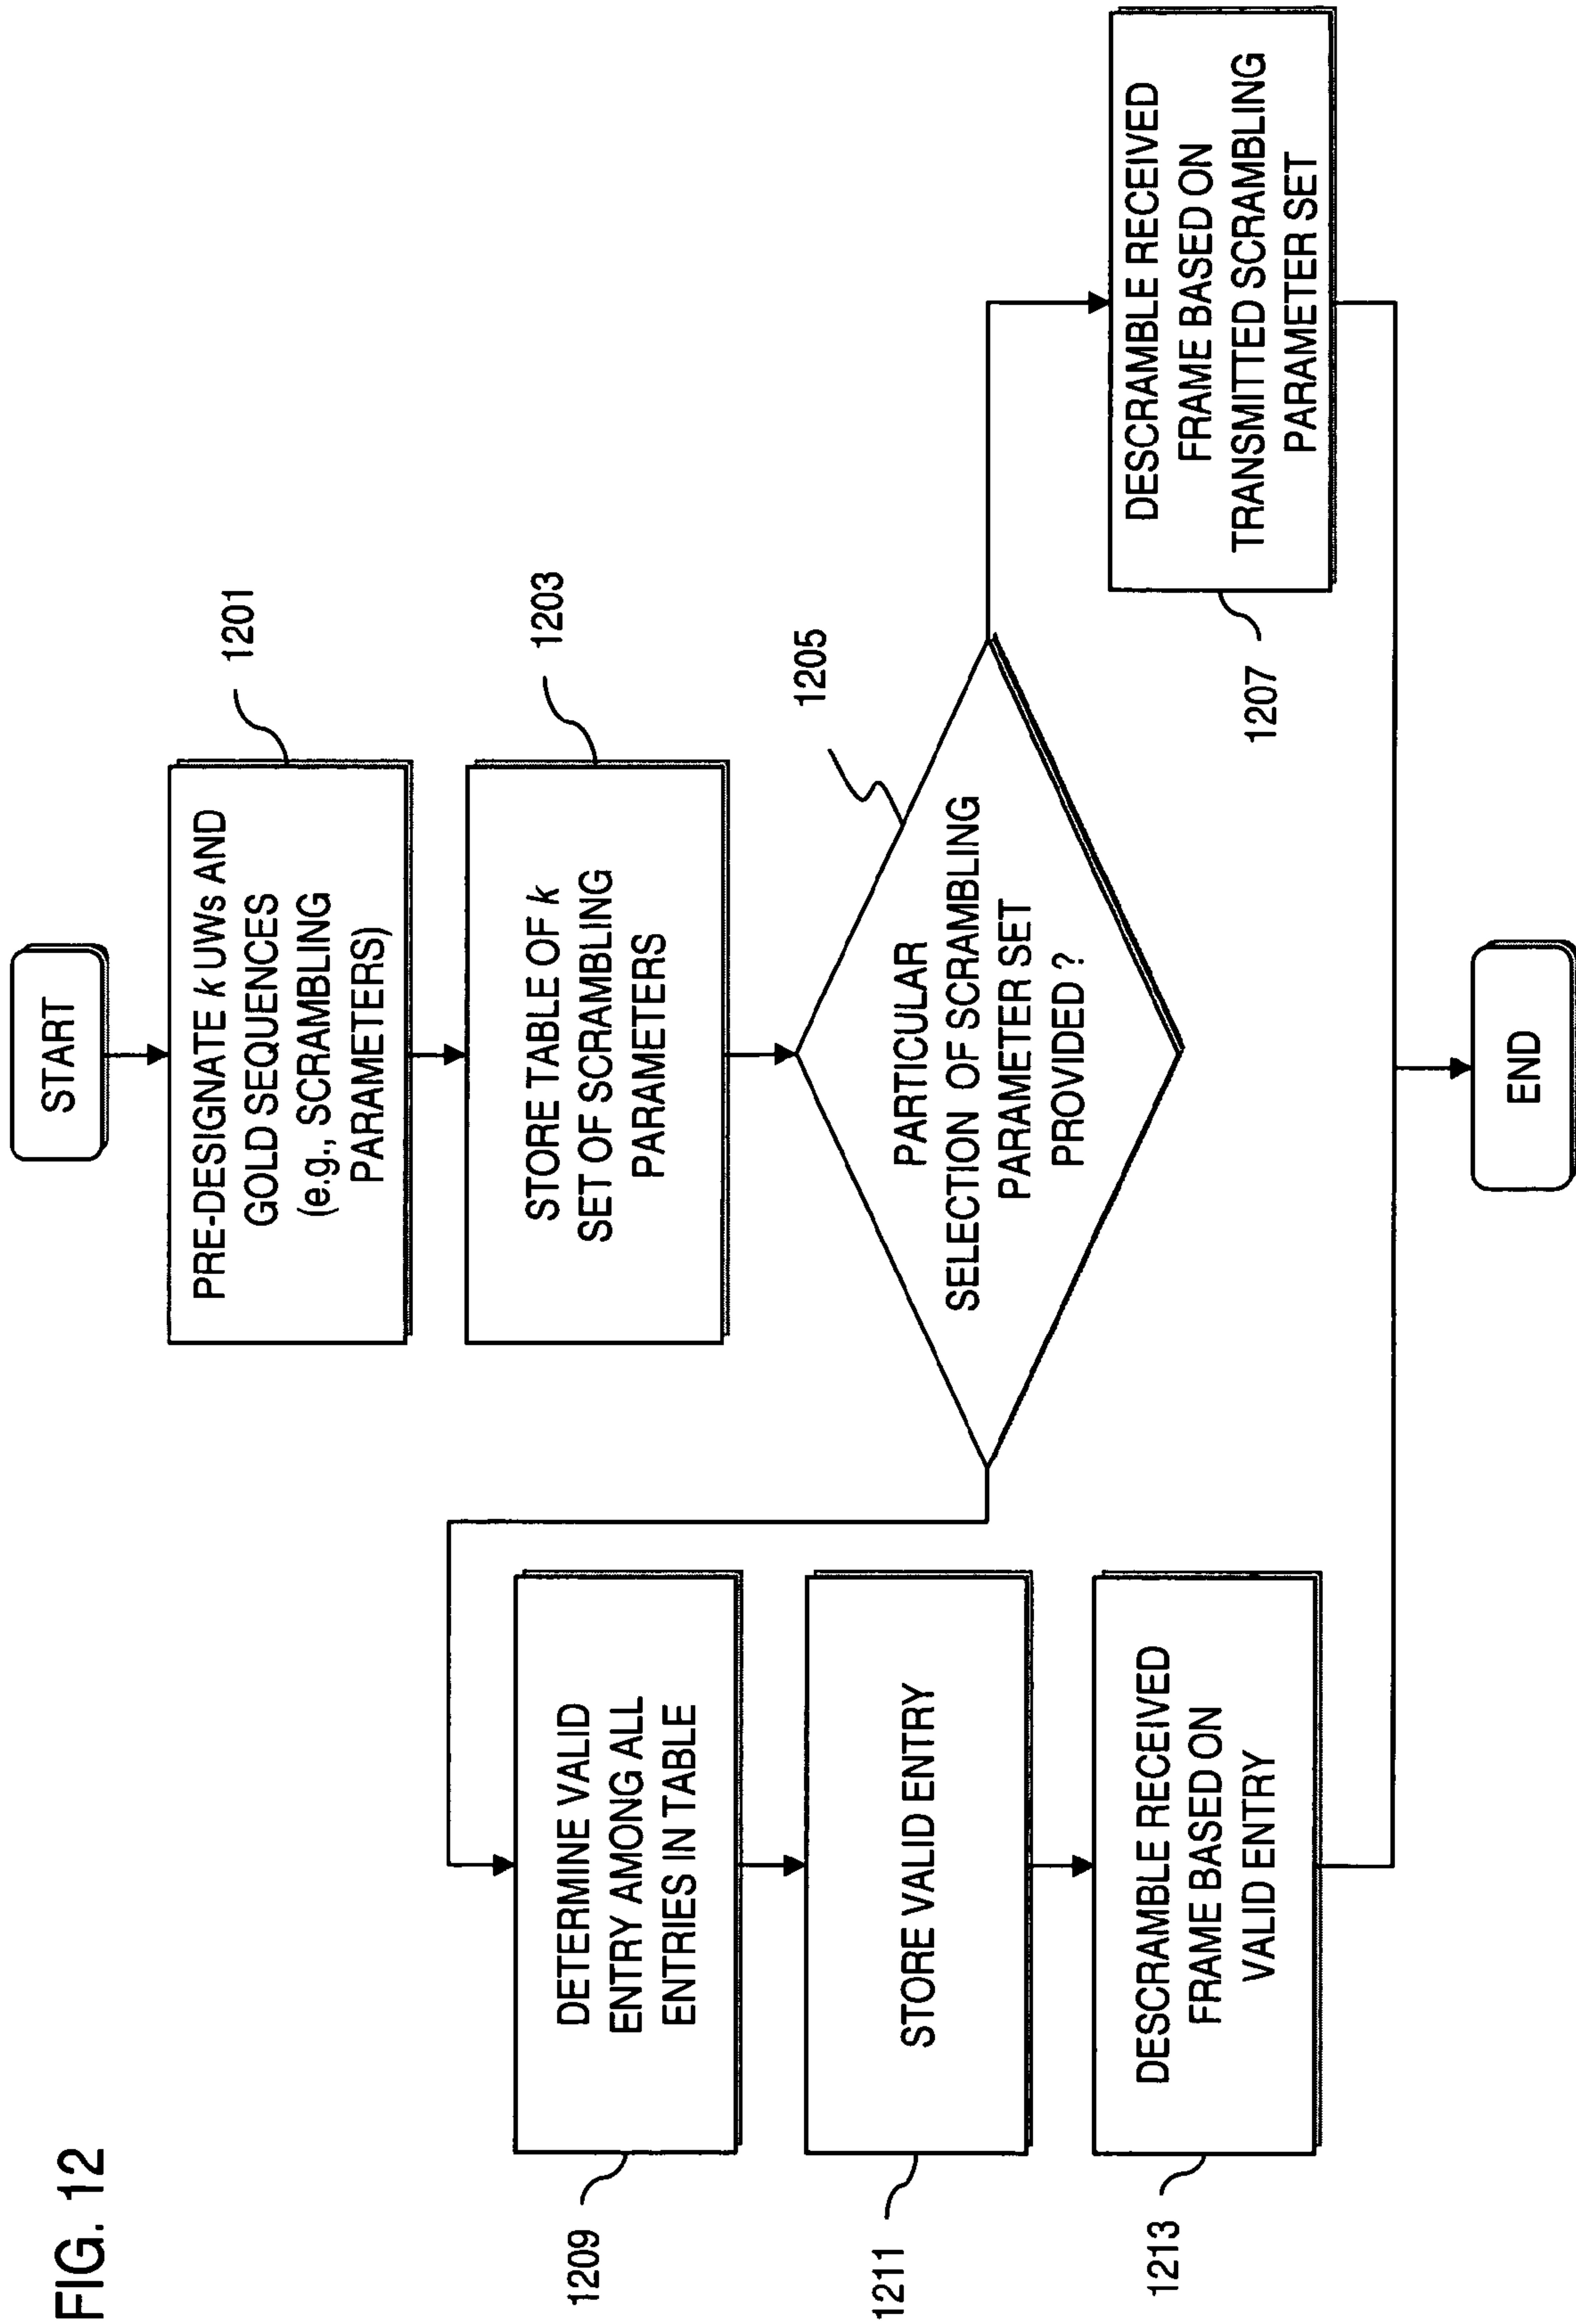 FIG. 12
START
PRE-DESIGNATE k UWs AND
GOLD SEQUENCES
(e.g., SCRAMBLING
PARAMETERS)
1201
STORE TABLE OF k
SET OF SCRAMBLING
PARAMETERS
1203
PARTICULAR
SELECTION OF SCRAMBLING
PARAMETER SET
PROVIDED ?
1205
DESCRAMBLE RECEIVED
FRAME BASED ON
TRANSMITTED SCRAMBLING
PARAMETER SET
1207
DETERMINE VALID
ENTRY AMONG ALL
ENTRIES IN TABLE
1209
STORE VALID ENTRY
1211
DESCRAMBLE RECEIVED
FRAME BASED ON
VALID ENTRY
1213
END